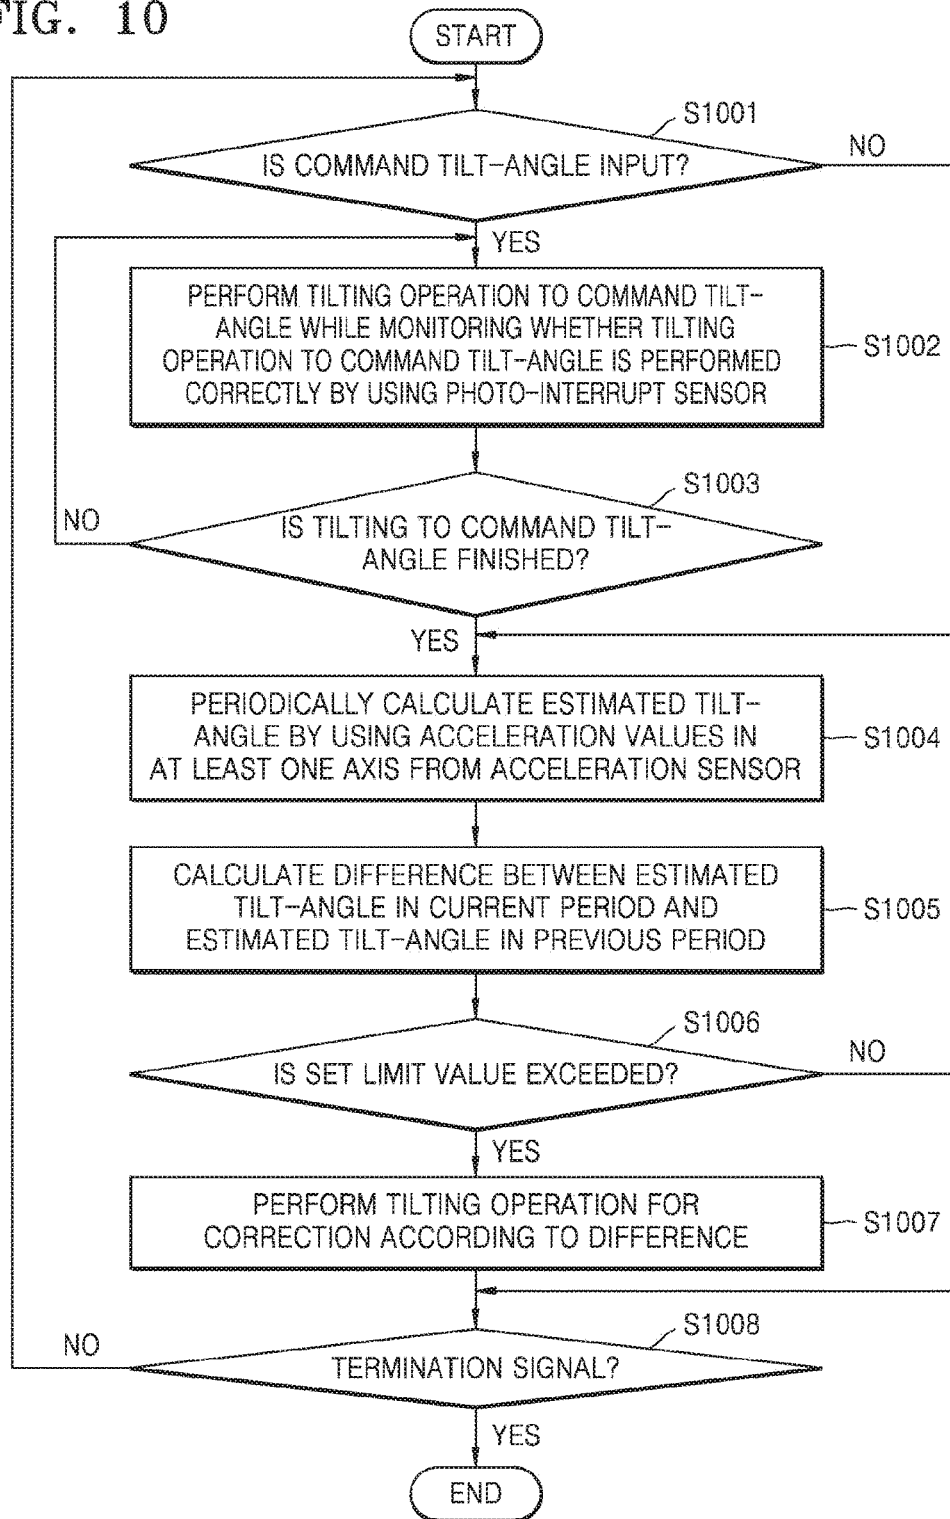 FIG. 10
START
S1001
IS COMMAND TILT-ANGLE INPUT?
NO
YES
PERFORM TILTING OPERATION TO COMMAND TILT-
ANGLE WHILE MONITORING WHETHER TILTING
OPERATION TO COMMAND TILT-ANGLE IS PERFORMED
CORRECTLY BY USING PHOTO-INTERRUPT SENSOR
S1002
S1003
IS TILTING TO COMMAND TILT-
ANGLE FINISHED?
NO
YES
PERIODICALLY CALCULATE ESTIMATED TILT-
ANGLE BY USING ACCELERATION VALUES IN
AT LEAST ONE AXIS FROM ACCELERATION SENSOR
S1004
CALCULATE DIFFERENCE BETWEEN ESTIMATED
TILT-ANGLE IN CURRENT PERIOD AND
ESTIMATED TILT-ANGLE IN PREVIOUS PERIOD
S1005
S1006
IS SET LIMIT VALUE EXCEEDED?
NO
YES
PERFORM TILTING OPERATION FOR
CORRECTION ACCORDING TO DIFFERENCE
S1007
S1008
TERMINATION SIGNAL?
NO
YES
END